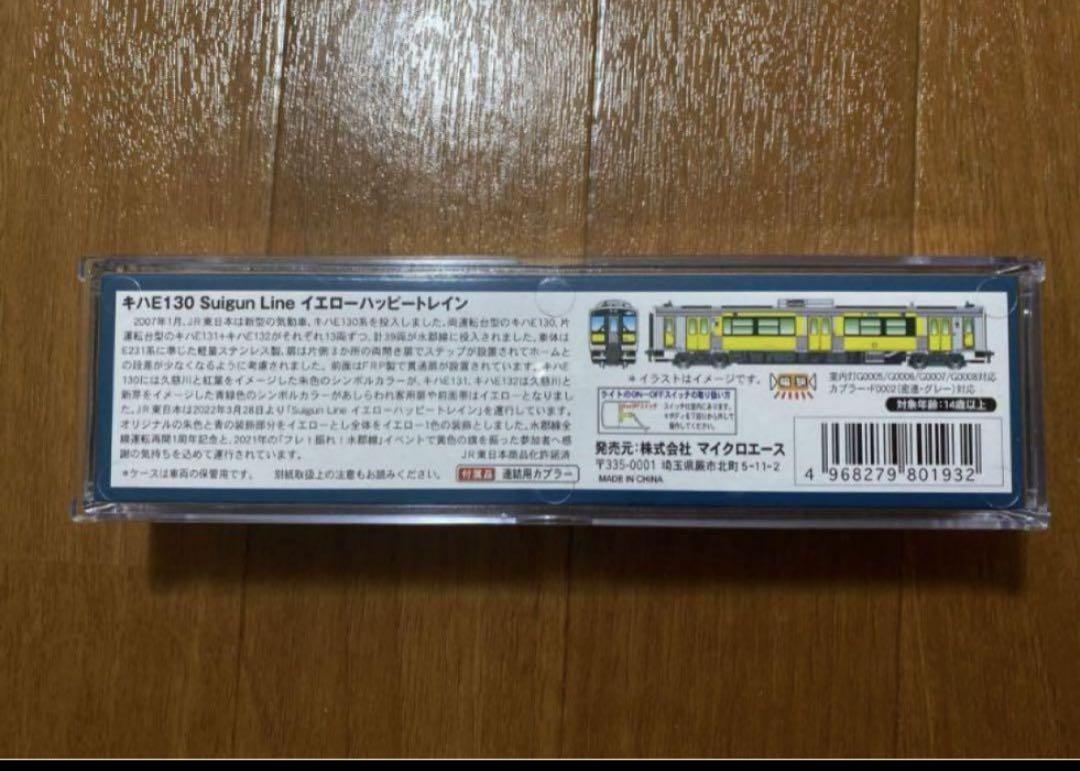 キハE130 Suigun Line イエローハッピートレイン
2007年1月、JR東日本は新型の気動車、キハE130系を投入しました。両運転台型のキハE130、片
運転台型のキハE131+キハE132がそれぞれ13両ずつ、計39両が水郡線に投入されました。車体は
E231系に準じた軽量ステンレス製、扉は片側3か所の両開き扉でステップが設置されてホームと
の段差が少なくなるように考慮されました。前面はFRP製で貫通扉が設置されています。キハE
130には久慈川と紅葉をイメージした朱色のシンボルカラーが、キハE131、キハE132は久慈川と
新芽をイメージした青緑色のシンボルカラーがあしらわれ客用扉や前面帯はイエローとなりまし
た。JR東日本は2022年3月28日より「Suigun Line イエローハッピートレイン」を運行しています。
オリジナルの朱色と青の装飾部分をイエローとし全体をイエロー1色の装飾としました。水郡線全
線運転再開1周年記念と、2021年の「フレ!振れ!水郡線」イベントで黄色の旗を振った参加者へ感
謝の気持ちを込めて運行されています。 JR東日本商品化許諾済
*ケースは車両の保管用です。 別紙取扱上の注意もお読みください。 付属品 連結用カプラー
*イラストはイメージです。
室内灯G0005/G0006/G0007/G0008対応
カプラー・F0002(密連・グレー)対応
対象年齢:14歳以上
ライトのON-OFFスイッチの取り扱い方
発売元:株式会社 マイクロエース
〒335-0001 埼玉県蕨市北町5-11-2
MADE IN CHINA
4 968279 801932